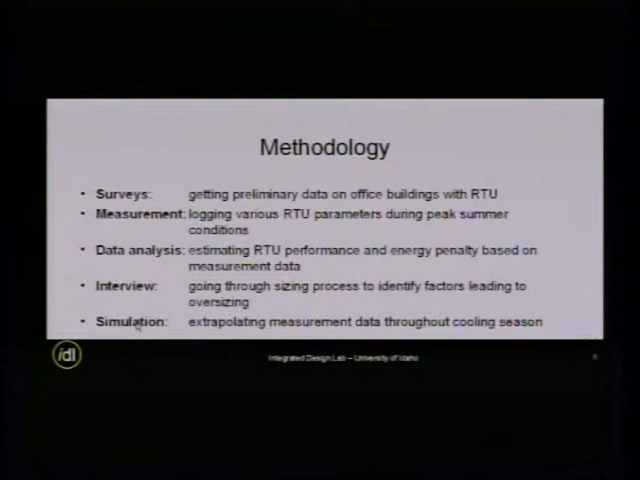 Methodology
• Surveys: getting preliminary data on office buildings with RTU
• Measurement: logging various RTU parameters during peak summer
conditions
• Data analysis: estimating RTU performance and energy penalty based on
measurement data
• Interview: going through sizing process to identify factors leading to
oversizing
• Simulation: extrapolating measurement data throughout cooling season
idl
Integrated Design Lab – University of Idaho